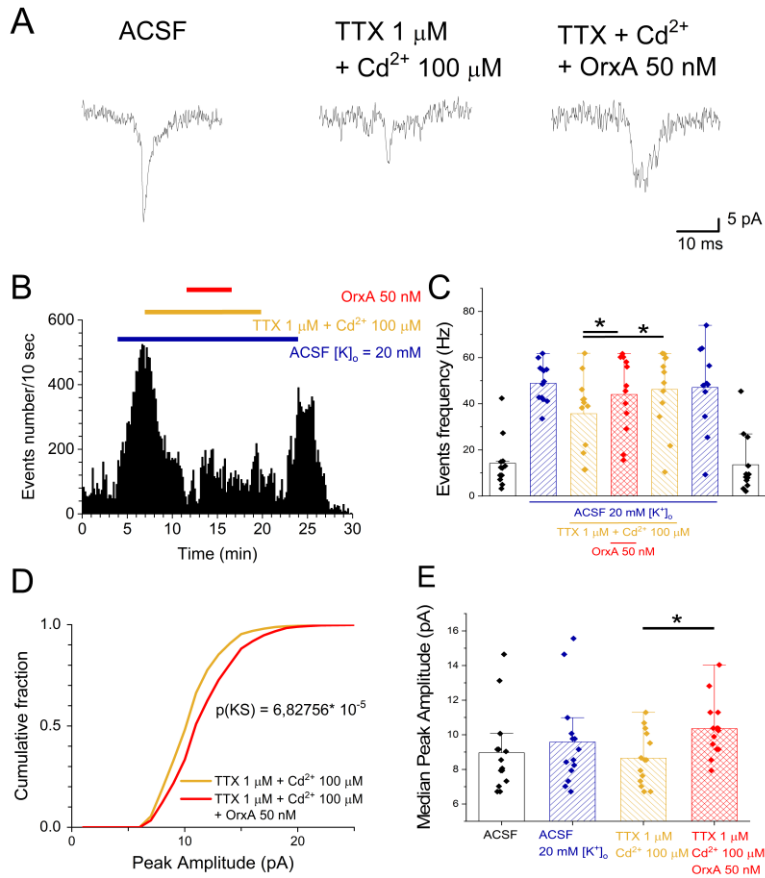 A
ACSF
TTX 1 μM
+ Cd²⁺ 100 μM
TTX + Cd²⁺
+ OrxA 50 nM
5 pA
10 ms
B
OrxA 50 nM
TTX 1 μM + Cd²⁺ 100 μM
ACSF [K]ₒ = 20 mM
Events number/10 sec
600
400
200
0
0 5 10 15 20 25 30
Time (min)
C
*
*
Events frequency (Hz)
80
60
40
20
0
ACSF 20 mM [K⁺]ₒ
TTX 1 μM + Cd²⁺ 100 μM
OrxA 50 nM
D
Cumulative fraction
1.0
0.5
0.0
p(KS) = 6,82756* 10⁻⁵
TTX 1 μM + Cd²⁺ 100 μM
TTX 1 μM + Cd²⁺ 100 μM
+ OrxA 50 nM
0 10 20
Peak Amplitude (pA)
E
*
Median Peak Amplitude (pA)
16
14
12
10
8
6
ACSF
ACSF
20 mM [K⁺]ₒ
TTX 1 μM
Cd²⁺ 100 μM
TTX 1 μM
Cd²⁺ 100 μM
OrxA 50 nM